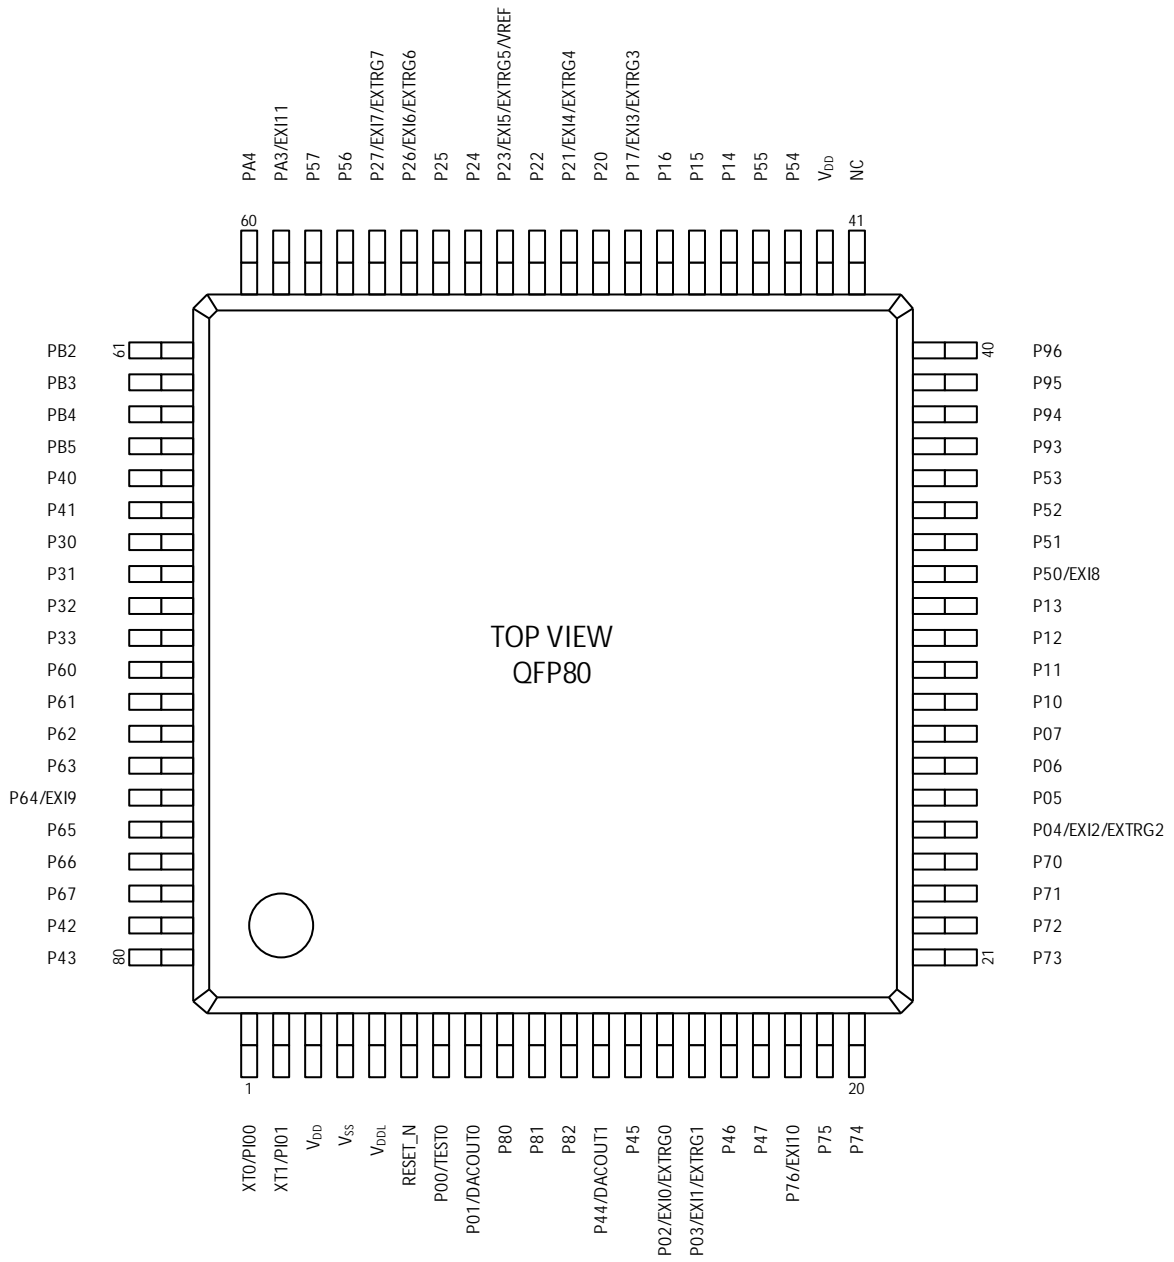 PA4
PA3/EXI11
P57
P56
P27/EXI7/EXTRG7
P26/EXI6/EXTRG6
P25
P24
P23/EXI5/EXTRG5/VREF
P22
P21/EXI4/EXTRG4
P20
P17/EXI3/EXTRG3
P16
P15
P14
P55
P54
VDD
NC
60
41
PB2
61
PB3
PB4
PB5
P40
P41
P30
P31
P32
P33
P60
P61
P62
P63
P64/EXI9
P65
P66
P67
P42
P43
80
TOP VIEW
QFP80
40
P96
P95
P94
P93
P53
P52
P51
P50/EXI8
P13
P12
P11
P10
P07
P06
P05
P04/EXI2/EXTRG2
P70
P71
P72
21
P73
1
20
XT0/PI00
XT1/PI01
VDD
VSS
VDDL
RESET_N
P00/TEST0
P01/DACOUT0
P80
P81
P82
P44/DACOUT1
P45
P02/EXI0/EXTRG0
P03/EXI1/EXTRG1
P46
P47
P76/EXI10
P75
P74